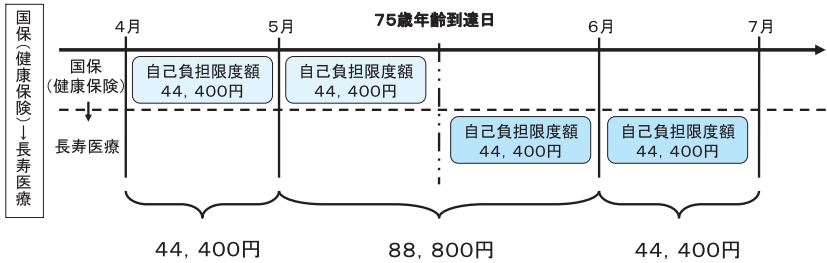 国保(健康保険)→長寿医療
75歳年齢到達日
4月
5月
6月
7月
国保
(健康保険)
自己負担限度額
44,400円
自己負担限度額
44,400円
長寿医療
自己負担限度額
44,400円
自己負担限度額
44,400円
44,400円
88,800円
44,400円